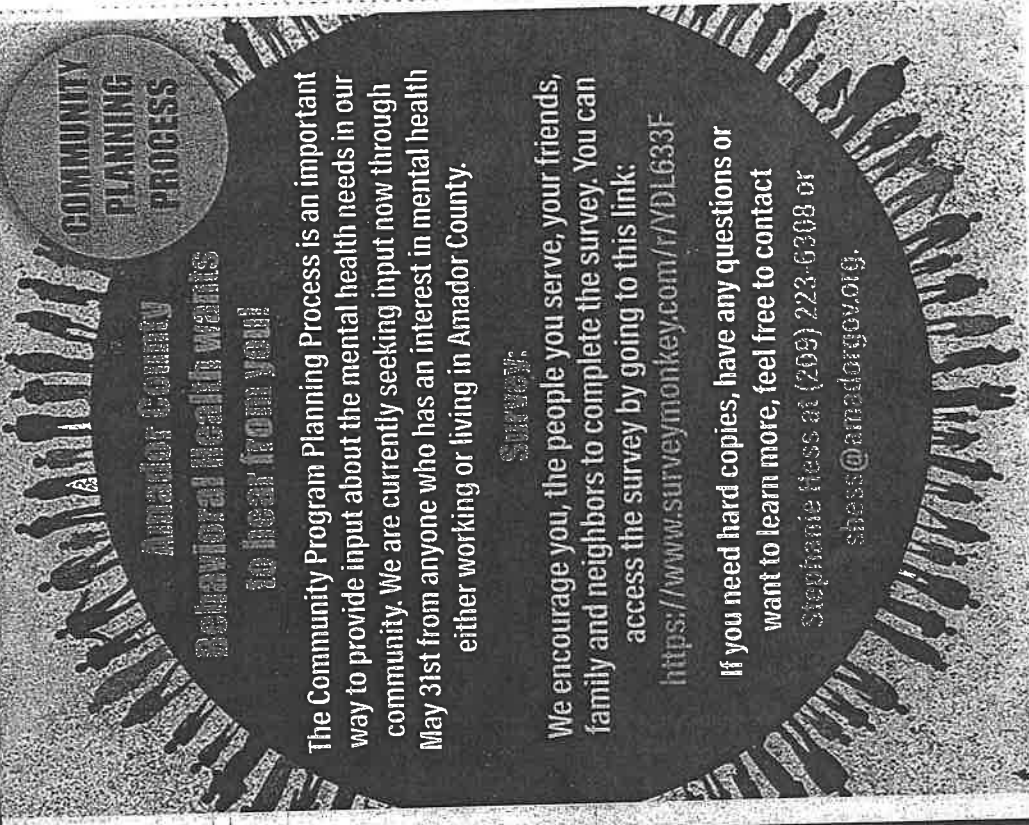 COMMUNITY
PLANNING
PROCESS
Amador County
Behavioral Health wants
to hear from you!
The Community Program Planning Process is an important
way to provide input about the mental health needs in our
community. We are currently seeking input now through
May 31st from anyone who has an interest in mental health
either working or living in Amador County.
Survey:
We encourage you, the people you serve, your friends,
family and neighbors to complete the survey. You can
access the survey by going to this link:
https://www.surveymonkey.com/r/YDL633F
If you need hard copies, have any questions or
want to learn more, feel free to contact
Stephanie Hess at (209) 223-6308 or
shess@amadorgov.org.